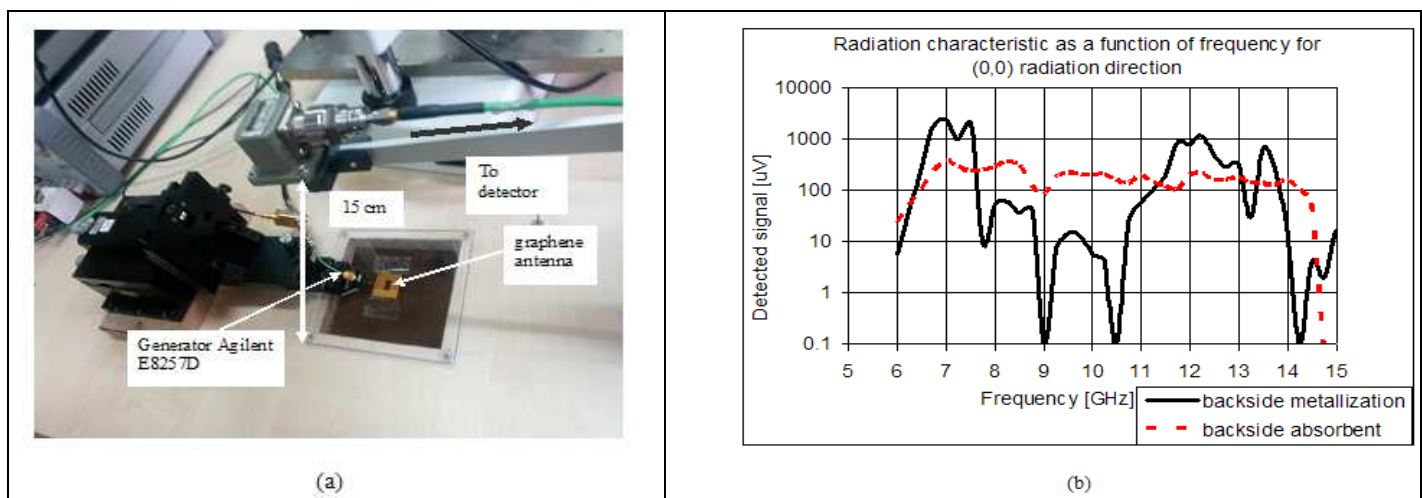 To
detector
15 cm
graphene
antenna
Generator Agilent
E8257D
(a)
Radiation characteristic as a function of frequency for
(0,0) radiation direction
Detected signal [uV]
10000
1000
100
10
1
0.1
5 6 7 8 9 10 11 12 13 14 15
Frequency [GHz]
backside metallization
backside absorbent
(b)